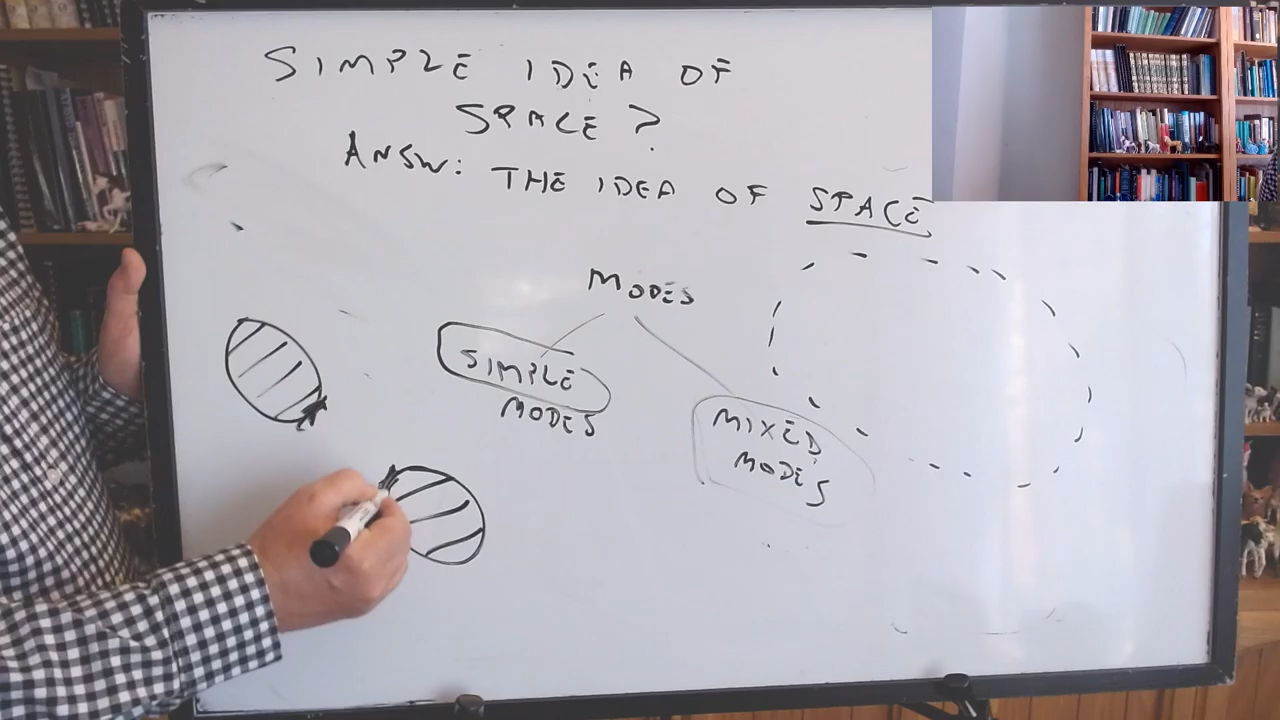 SIMPLE IDEA OF
SPACE?
ANSW: THE IDEA OF SPACE
MODES
SIMPLE
MODES
MIXED
MODES